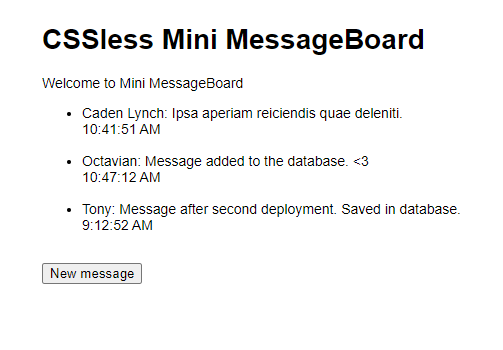 CSSless Mini MessageBoard
Welcome to Mini MessageBoard
Caden Lynch: Ipsa aperiam reiciendis quae deleniti.
10:41:51 AM
Octavian: Message added to the database. <3
10:47:12 AM
Tony: Message after second deployment. Saved in database.
9:12:52 AM
New message